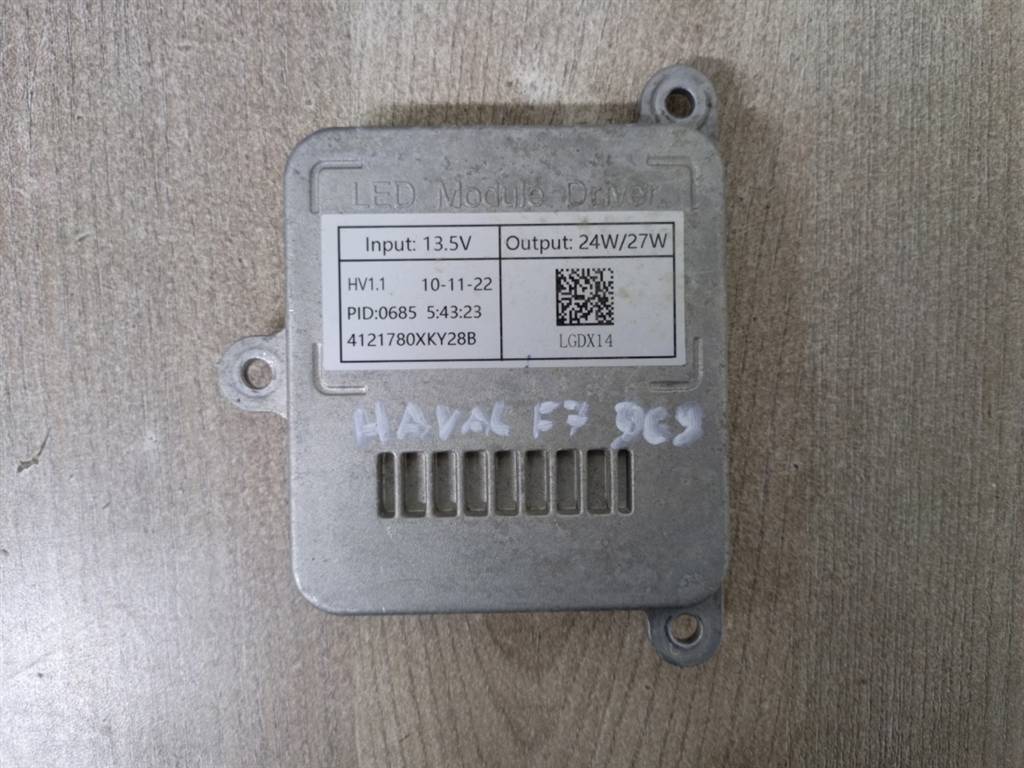 LED Module Driver
Input: 13.5V Output: 24W/27W
HV1.1 10-11-22
PID:0685 5:43:23
4121780XKY28B
LGDX14
HAVAL F7